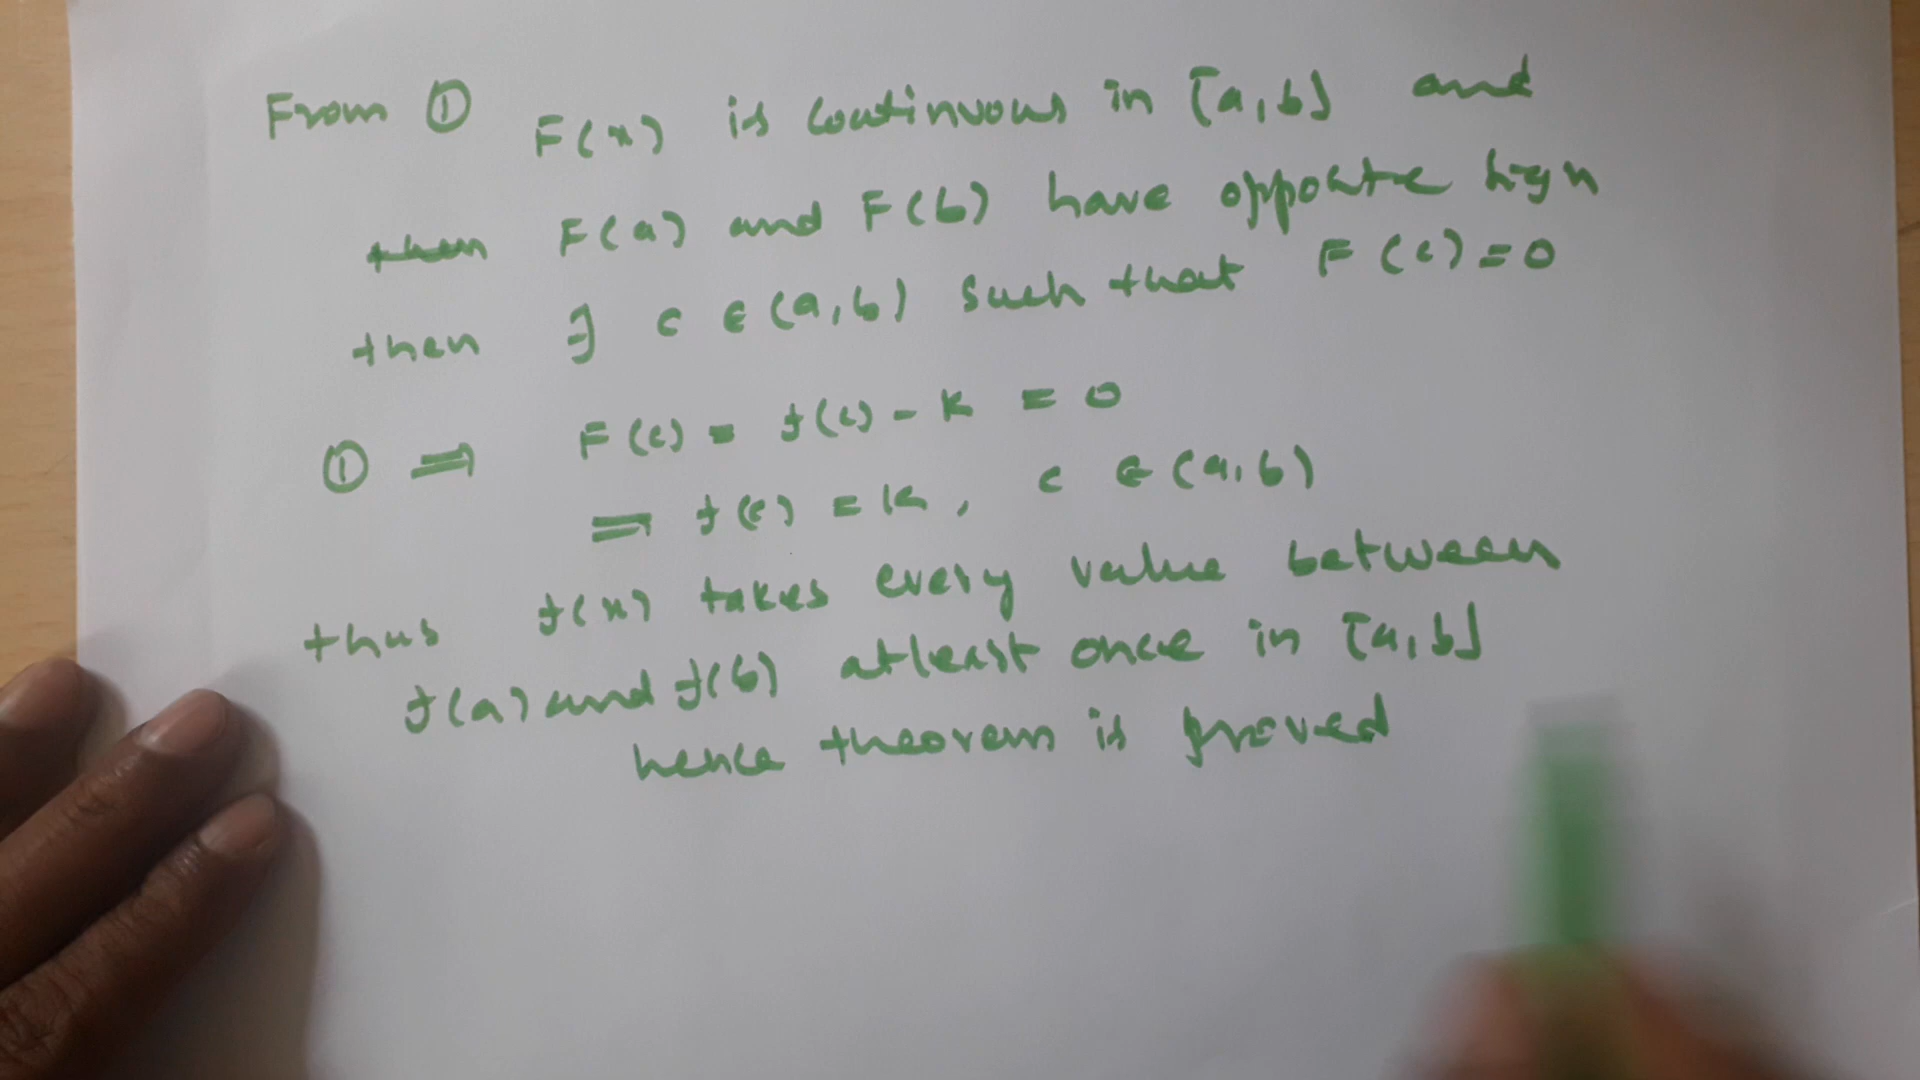 From ① F(x) is continuous in [a,b] and
then F(a) and F(b) have opposite sign
then ∃ c ∈ (a,b) such that F(c)=0
① ⇒ F(c) = f(c) - k = 0
⇒ f(c) = k, c ∈ (a,b)
thus f(x) takes every value between
f(a) and f(b) atleast once in [a,b]
hence theorem is proved